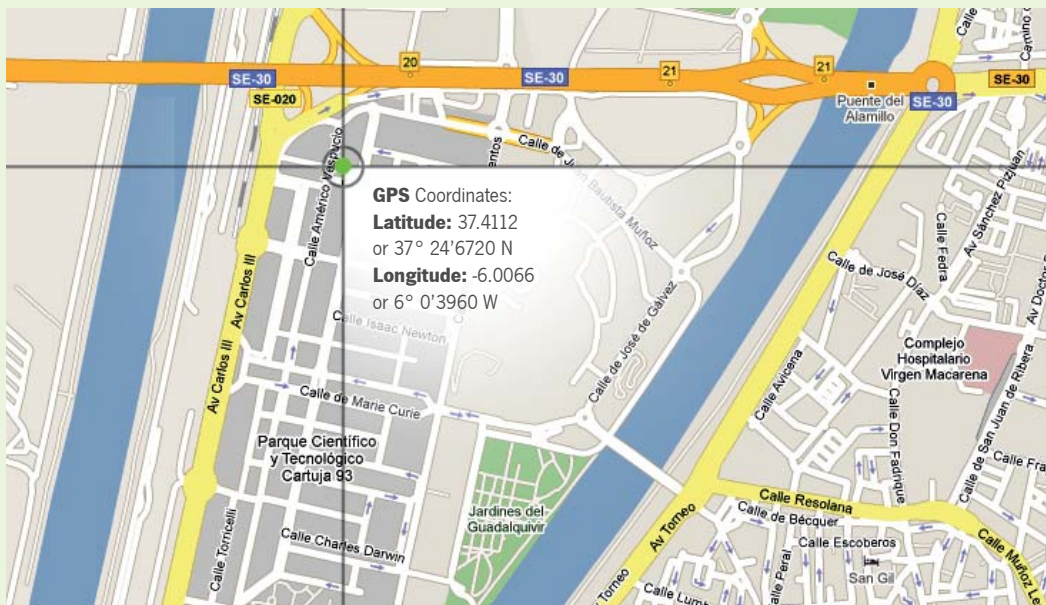 20
SE-30
SE-30
21
21
SE-30
SE-30
SE-020
Puente del
Alamillo
Calle Américo Vespucio
Calle de Juan Bautista Muñoz
GPS Coordinates:
Latitude: 37.4112
or 37° 24'6720 N
Longitude: -6.0066
or 6° 0'3960 W
Av Sánchez Pizjuan
Calle Fedra
Calle de José Díaz
Av Doctor
Av Carlos III
Av Carlos III
Calle Isaac Newton
Calle de José de Gálvez
Complejo
Hospitalario
Virgen Macarena
Calle Avicena
Calle de Marie Curie
Calle Don Fadrique
Calle de San Juan de Ribera
Parque Científico
y Tecnológico
Cartuja 93
Calle Torricelli
Calle Charles Darwin
Jardines del
Guadalquivir
Av Torneo
Calle Resolana
Calle de Bécquer
Calle Escoberos
Calle Peral
San Gil
Calle Muñoz